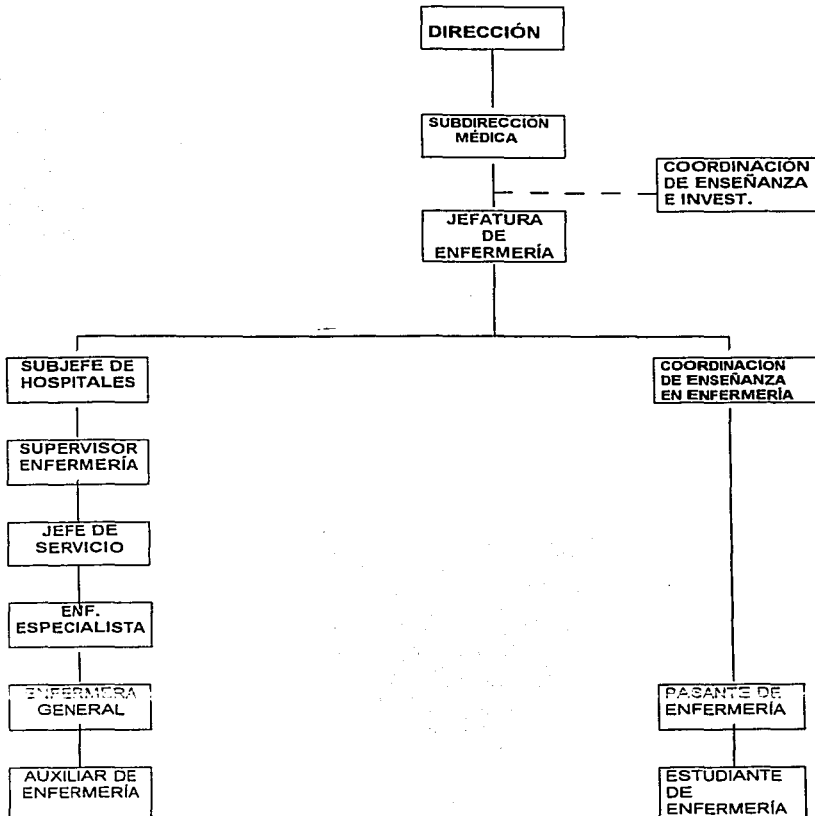 DIRECCIÓN
SUBDIRECCIÓN
MÉDICA
COORDINACIÓN
DE ENSEÑANZA
E INVEST.
JEFATURA
DE
ENFERMERÍA
SUBJEFE DE
HOSPITALES
COORDINACION
DE ENSEÑANZA
EN ENFERMERÍA
SUPERVISOR
ENFERMERÍA
JEFE DE
SERVICIO
ENF.
ESPECIALISTA
ENFERMERA
GENERAL
PASANTE DE
ENFERMERÍA
AUXILIAR DE
ENFERMERÍA
ESTUDIANTE
DE
ENFERMERÍA